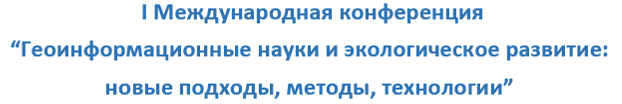 I Международная конференция
“Геоинформационные науки и экологическое развитие:
новые подходы, методы, технологии”